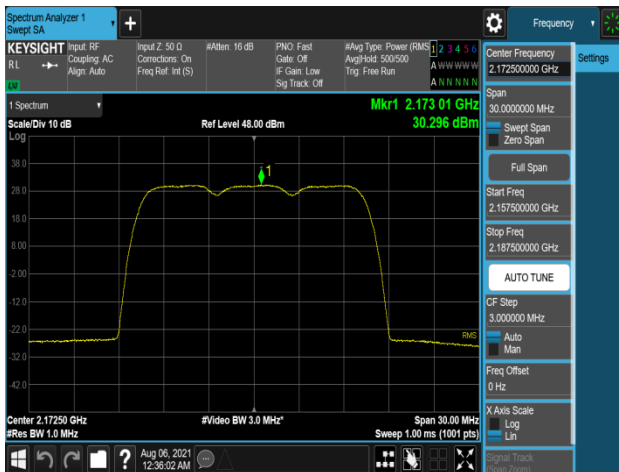 Spectrum Analyzer 1
Swept SA
+
Frequency
KEYSIGHT
RL
Input: RF
Coupling: AC
Align: Auto
Input Z: 50 Ω
Corrections: On
Freq Ref: Int (S)
#Atten: 16 dB
PNO: Fast
Gate: Off
IF Gain: Low
Sig Track: Off
#Avg Type: Power (RMS
Avg|Hold: 500/500
Trig: Free Run
1 2 3 4 5 6
A W W W W W
A N N N N N
1 Spectrum
Scale/Div 10 dB
Log
Ref Level 48.00 dBm
Mkr1 2.173 01 GHz
30.296 dBm
38.0
28.0
18.0
8.00
-2.00
-12.0
-22.0
-32.0
-42.0
1
RMS
Center 2.17250 GHz
#Res BW 1.0 MHz
#Video BW 3.0 MHz*
Span 30.00 MHz
Sweep 1.00 ms (1001 pts)
Aug 06, 2021
12:36:02 AM
?
Center Frequency
2.172500000 GHz
Settings
Span
30.0000000 MHz
Swept Span
Zero Span
Full Span
Start Freq
2.157500000 GHz
Stop Freq
2.187500000 GHz
AUTO TUNE
CF Step
3.000000 MHz
Auto
Man
Freq Offset
0 Hz
X Axis Scale
Log
Lin
Signal Track
(Span Zoom)